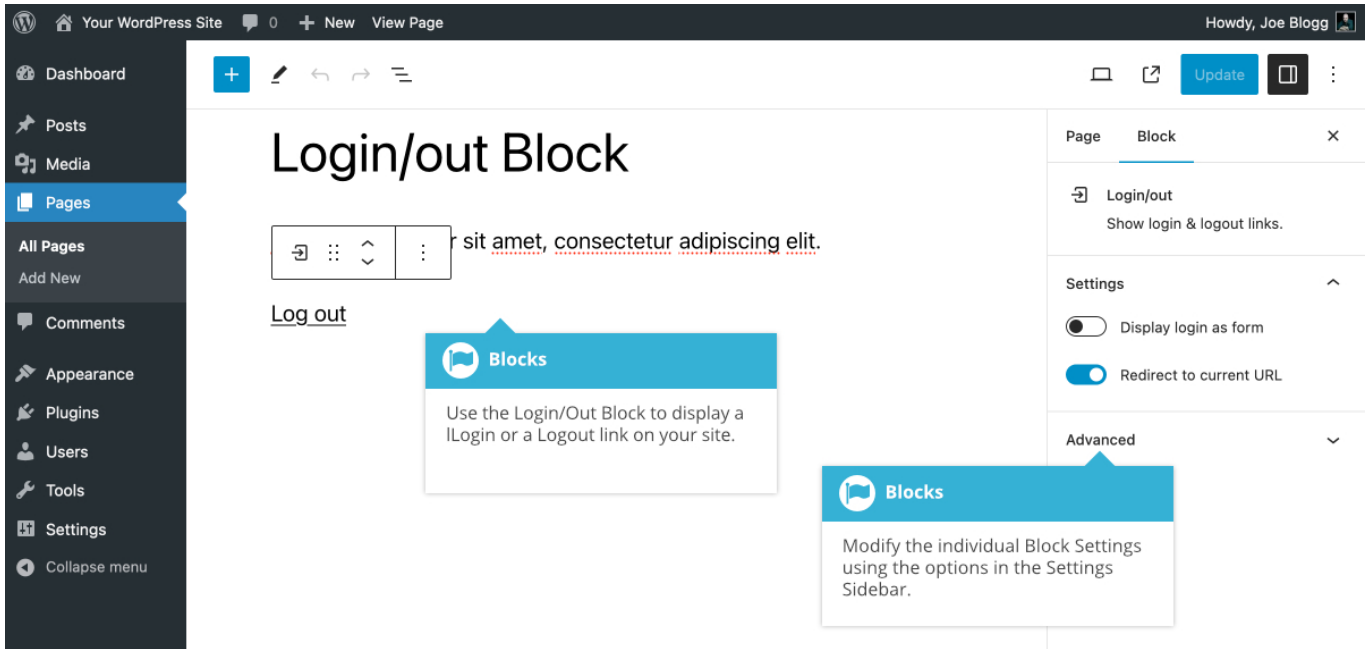 Your WordPress Site 0 New View Page Howdy, Joe Blogg
Dashboard
Posts
Media
Pages
All Pages
Add New
Comments
Appearance
Plugins
Users
Tools
Settings
Collapse menu
Update
Login/out Block
sit amet, consectetur adipiscing elit.
Log out
Blocks
Use the Login/Out Block to display a
lLogin or a Logout link on your site.
Page Block
Login/out
Show login & logout links.
Settings
Display login as form
Redirect to current URL
Advanced
Blocks
Modify the individual Block Settings
using the options in the Settings
Sidebar.